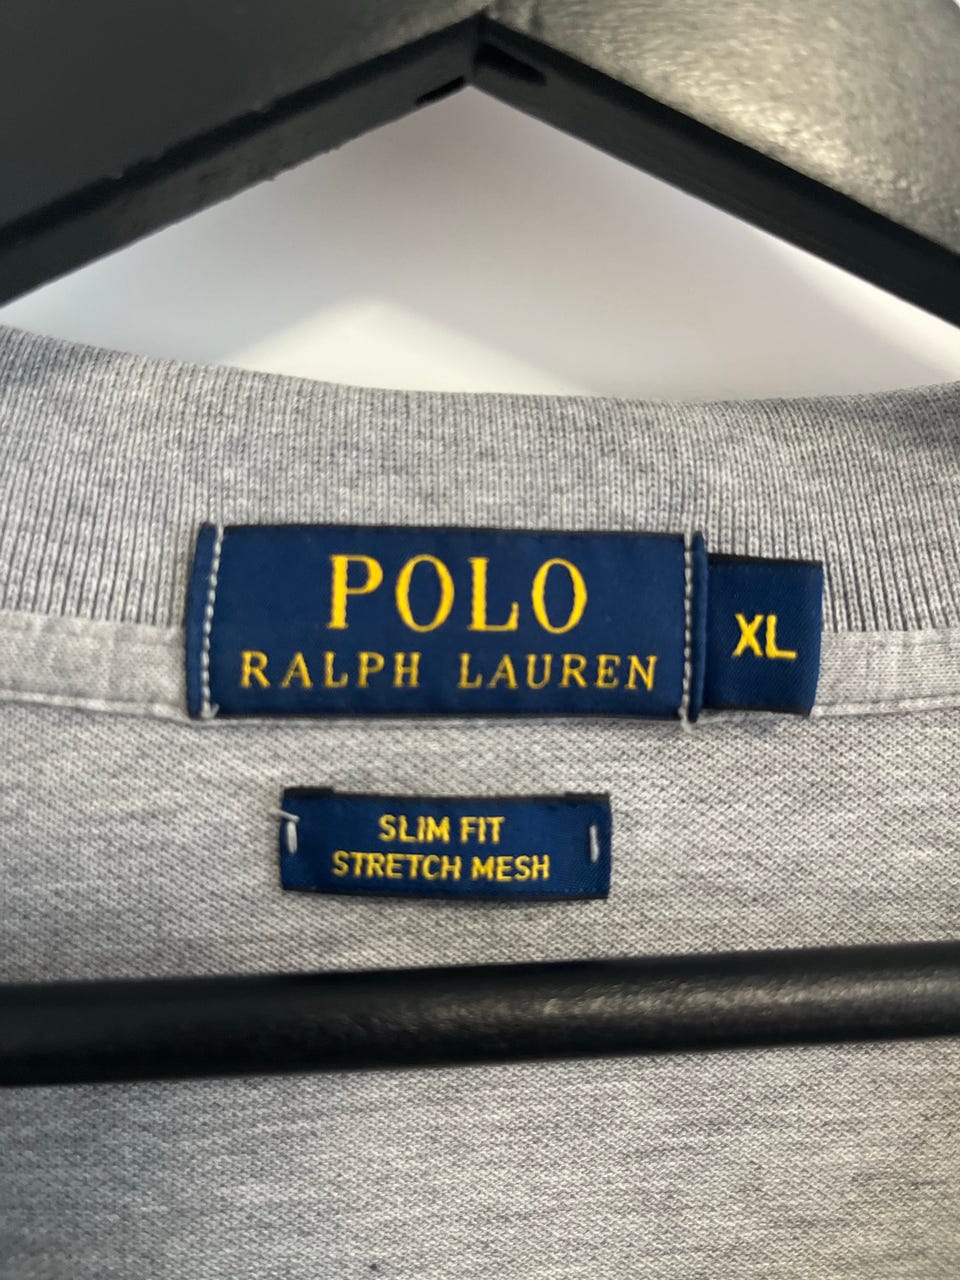 POLO
RALPH LAUREN
XL
SLIM FIT
STRETCH MESH